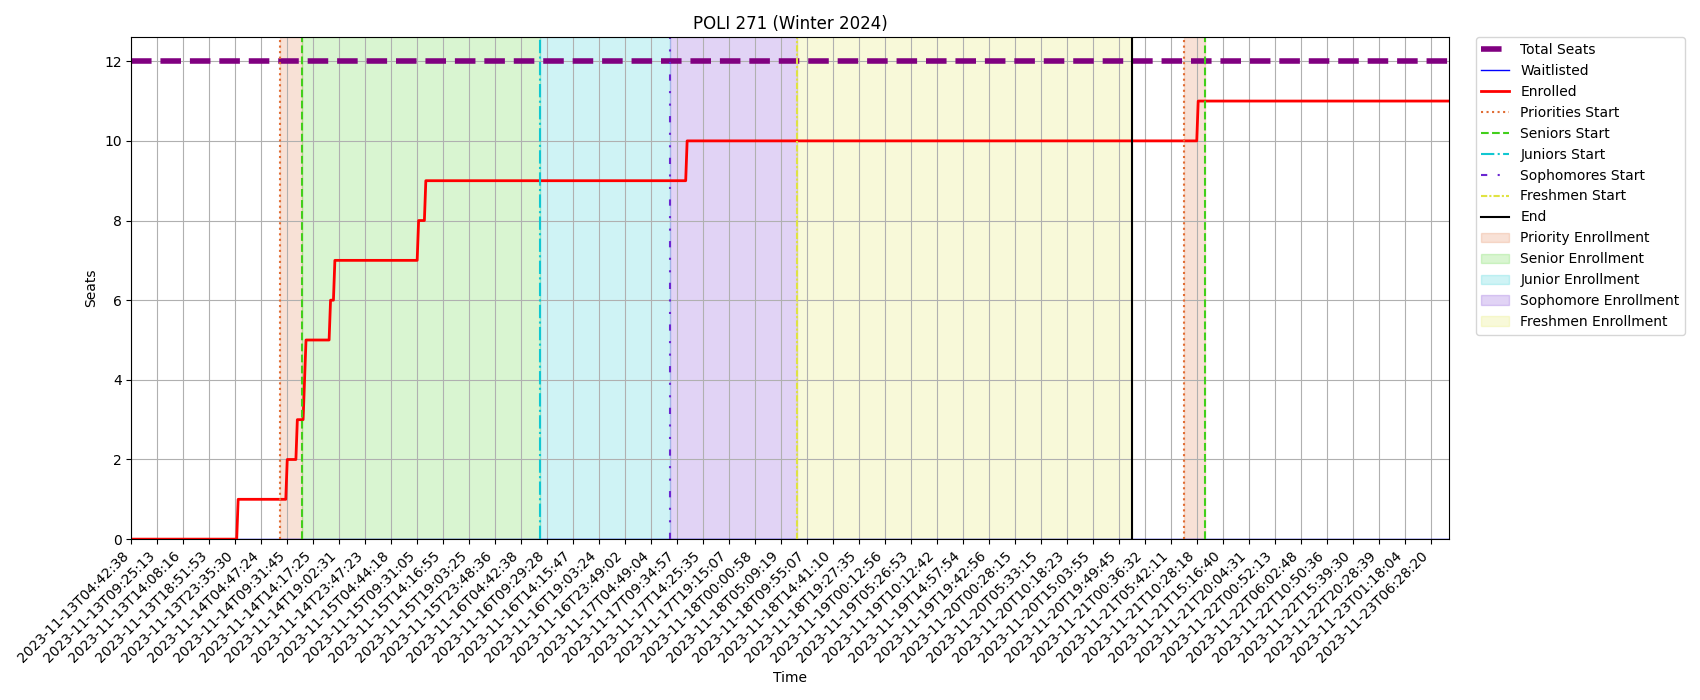 POLI 271 (Winter 2024)
12
10
8
6
4
2
0
Seats
2023-11-13T04:42:38
2023-11-13T09:25:13
2023-11-13T14:08:16
2023-11-13T18:51:53
2023-11-13T23:35:30
2023-11-14T04:47:24
2023-11-14T09:31:45
2023-11-14T14:17:25
2023-11-14T19:02:31
2023-11-14T23:47:23
2023-11-15T04:44:18
2023-11-15T09:31:05
2023-11-15T14:16:55
2023-11-15T19:03:25
2023-11-15T23:48:36
2023-11-16T04:42:38
2023-11-16T09:29:28
2023-11-16T14:15:47
2023-11-16T19:03:24
2023-11-16T23:49:02
2023-11-17T04:49:04
2023-11-17T09:34:57
2023-11-17T14:25:35
2023-11-17T19:15:07
2023-11-18T00:00:58
2023-11-18T05:09:19
2023-11-18T09:55:07
2023-11-18T14:41:10
2023-11-18T19:27:35
2023-11-19T00:12:56
2023-11-19T05:26:53
2023-11-19T10:12:42
2023-11-19T14:57:54
2023-11-19T19:42:56
2023-11-20T00:28:15
2023-11-20T05:33:15
2023-11-20T10:18:23
2023-11-20T15:03:55
2023-11-20T19:49:45
2023-11-21T00:36:32
2023-11-21T05:42:11
2023-11-21T10:28:18
2023-11-21T15:16:40
2023-11-21T20:04:31
2023-11-22T00:52:13
2023-11-22T06:02:48
2023-11-22T10:50:36
2023-11-22T15:39:30
2023-11-22T20:28:39
2023-11-23T01:18:04
2023-11-23T06:28:20
Time
Total Seats
Waitlisted
Enrolled
Priorities Start
Seniors Start
Juniors Start
Sophomores Start
Freshmen Start
End
Priority Enrollment
Senior Enrollment
Junior Enrollment
Sophomore Enrollment
Freshmen Enrollment